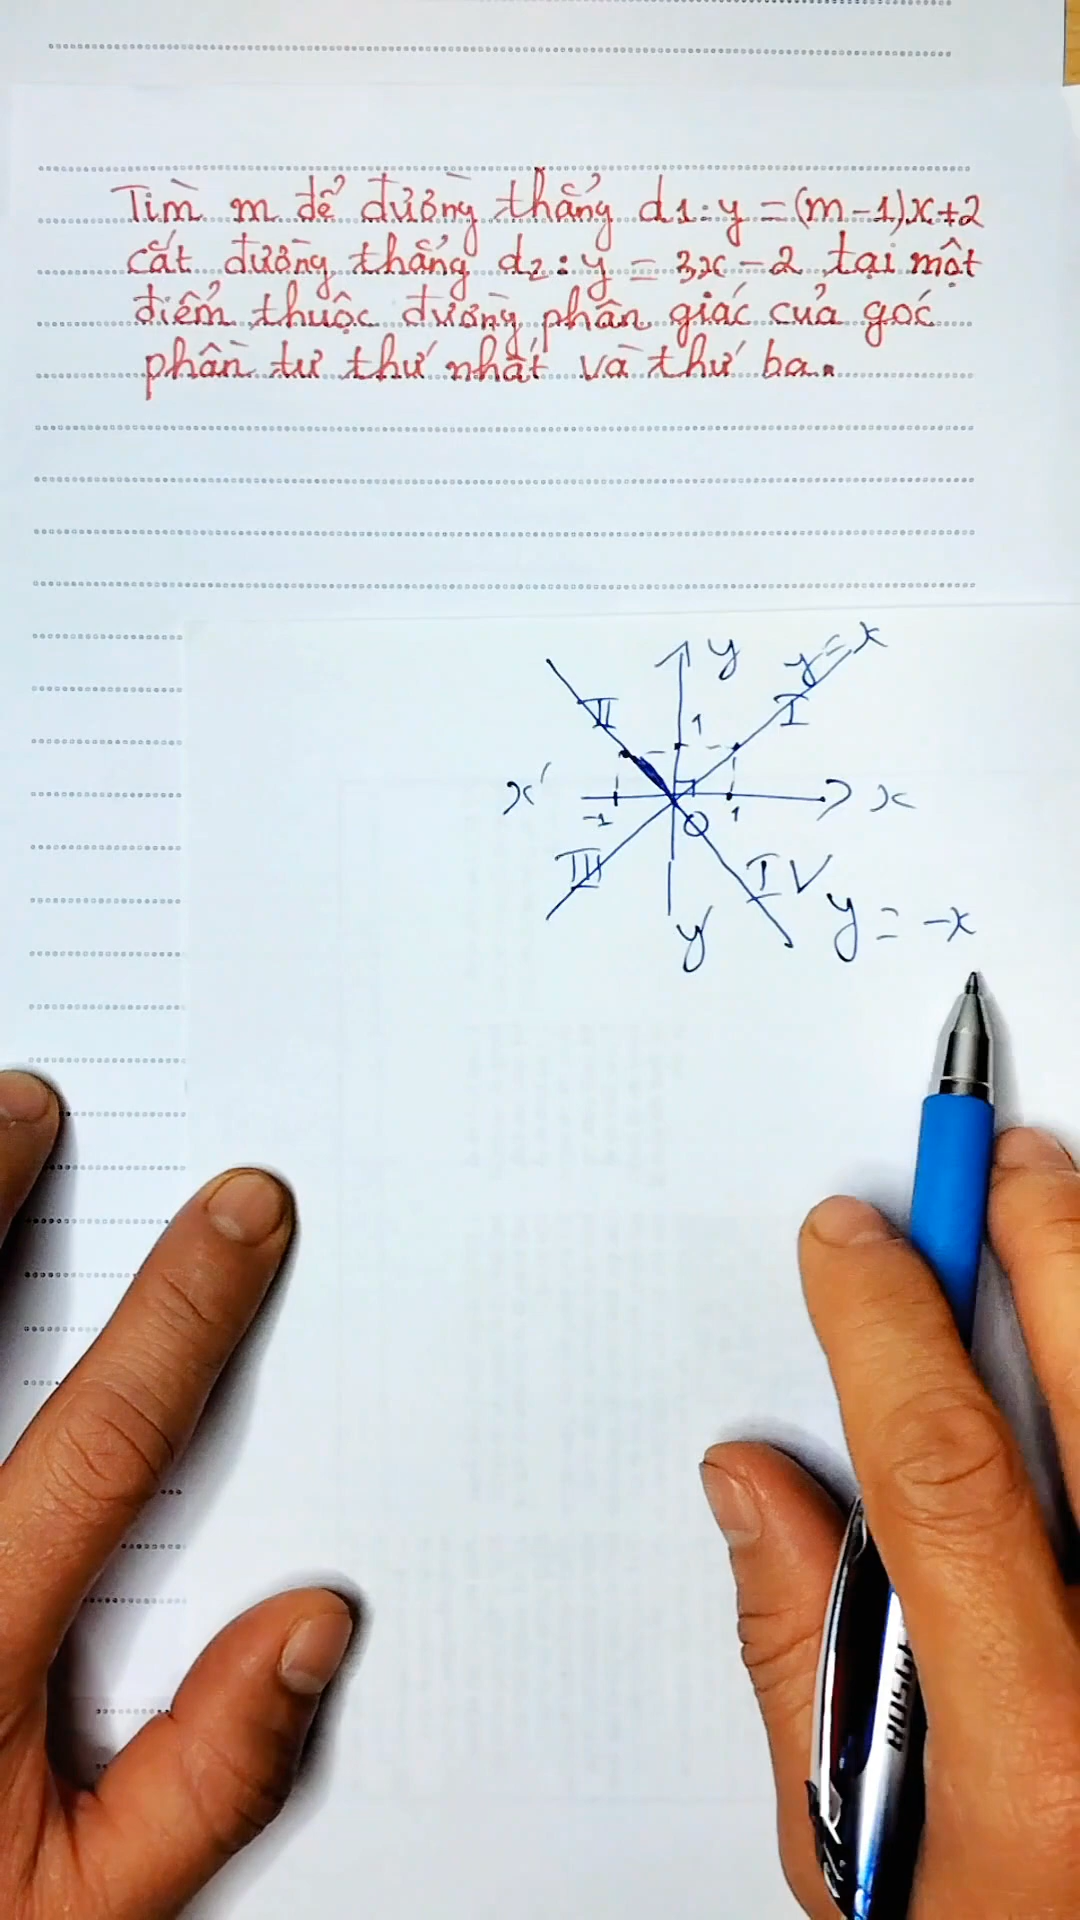 Tìm m để đường thẳng d1: y = (m-1)x+2
cắt đường thẳng d2: y = 3x-2 tại một
điểm thuộc đường phân giác của góc
phần tư thứ nhất và thứ ba.
y
y = x
II
I
1
x'
x
-1
O
1
III
IV
y = -x
y'
BOSCH